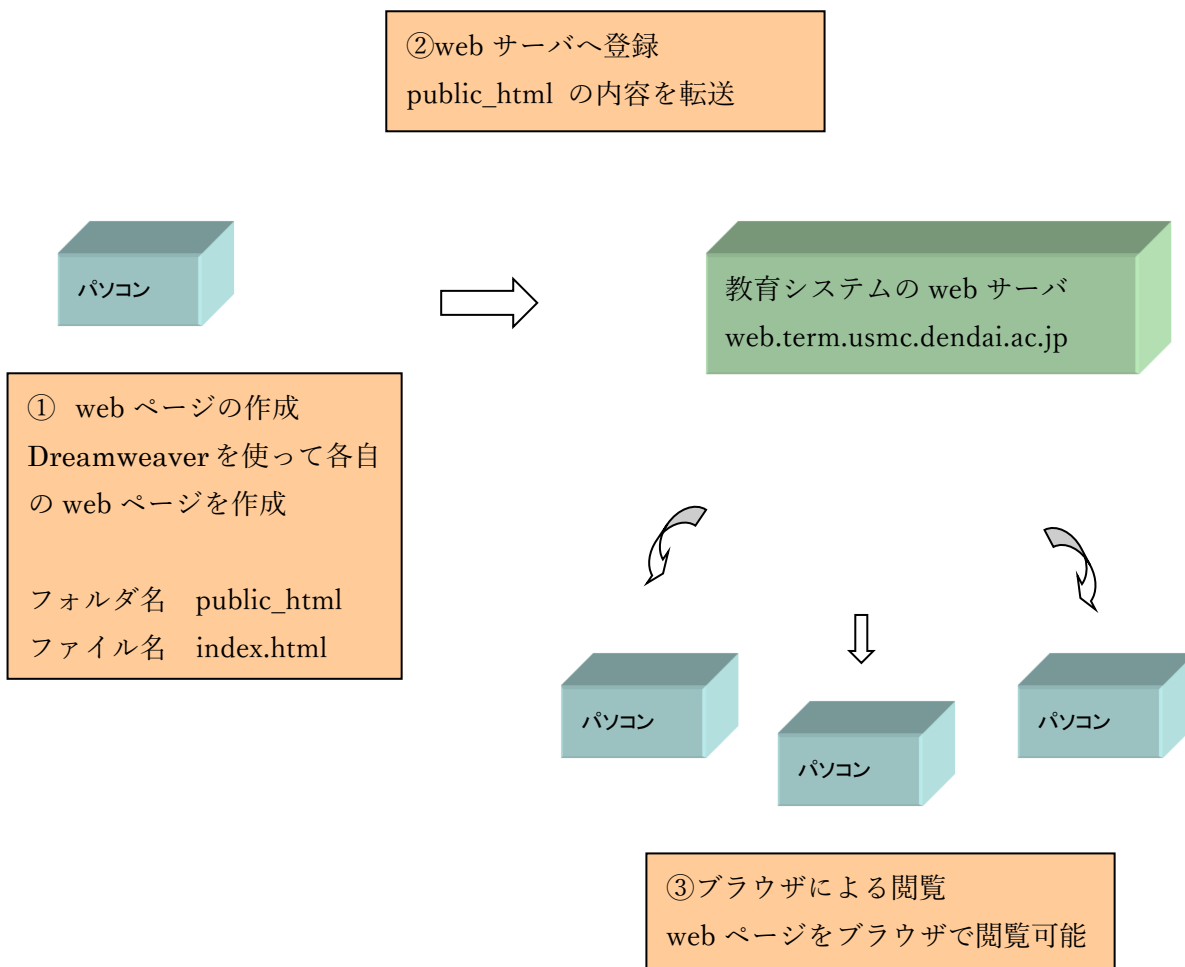 ②web サーバへ登録
public_html の内容を転送
パソコン
教育システムの web サーバ
web.term.usmc.dendai.ac.jp
① web ページの作成
Dreamweaver を使って各自
の web ページを作成
フォルダ名 public_html
ファイル名 index.html
パソコン
パソコン
パソコン
③ブラウザによる閲覧
web ページをブラウザで閲覧可能